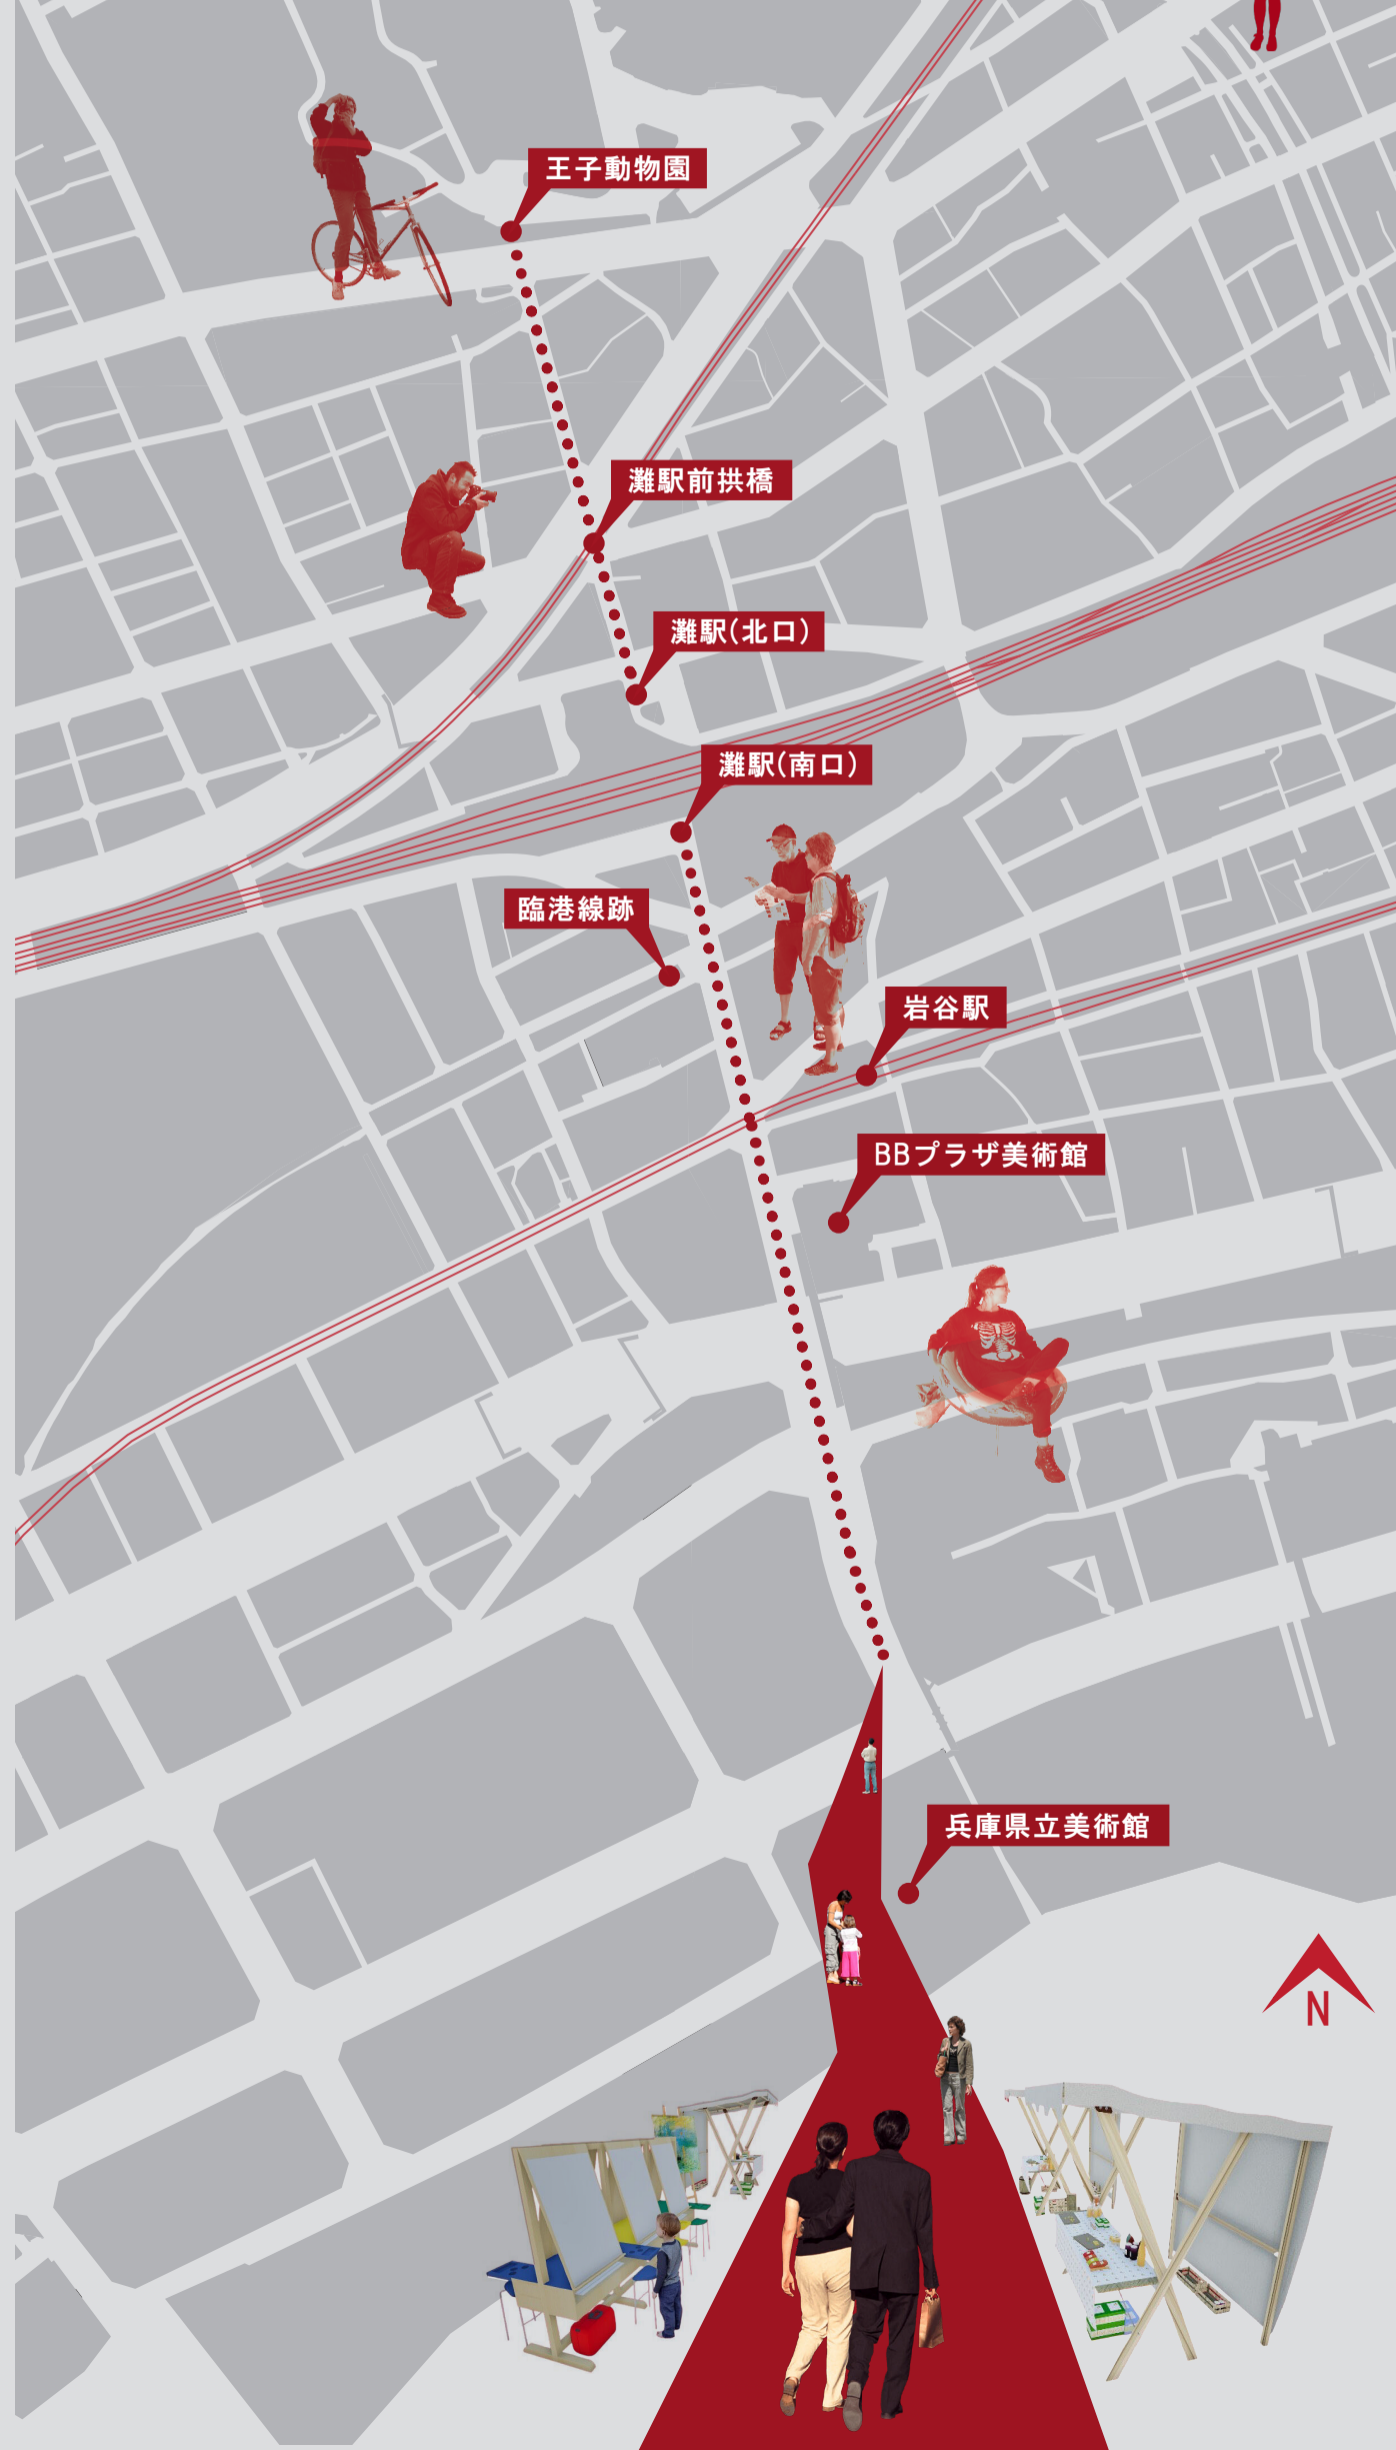 王子動物園
灘駅前拱橋
灘駅(北口)
灘駅(南口)
臨港線跡
岩谷駅
BBプラザ美術館
兵庫県立美術館
N